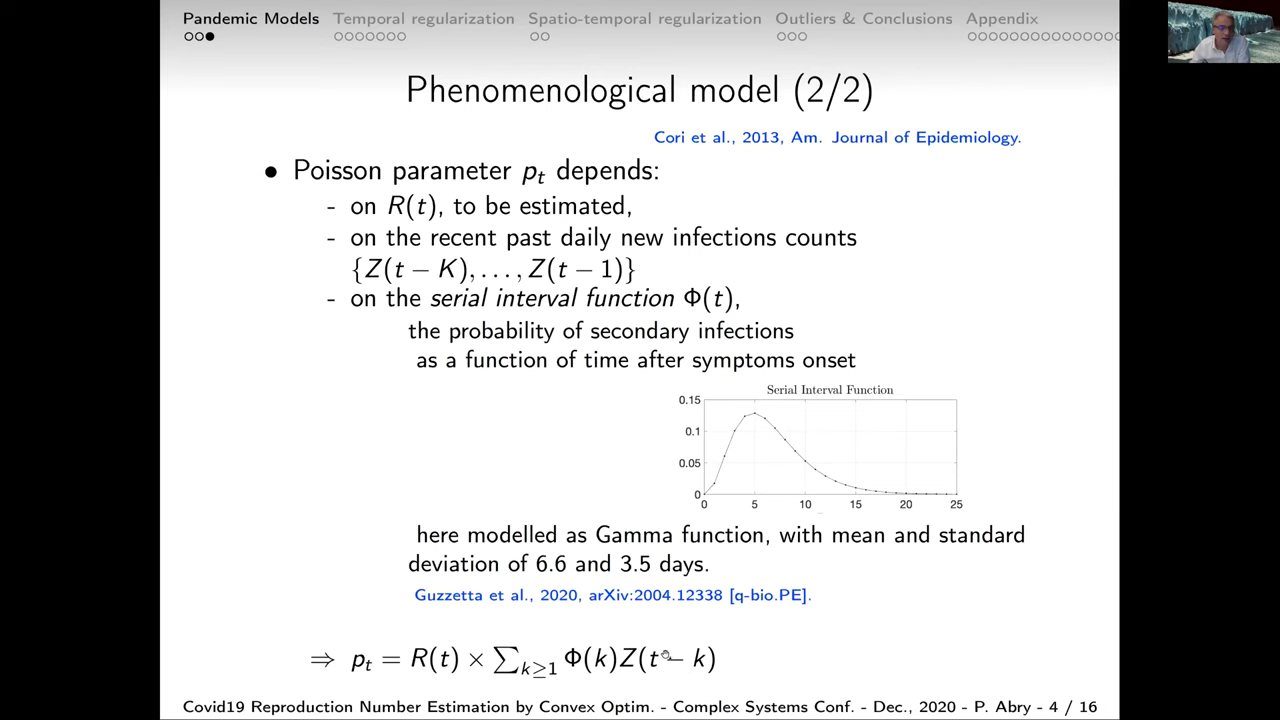 Pandemic Models Temporal regularization Spatio-temporal regularization Outliers & Conclusions Appendix
Phenomenological model (2/2)
Cori et al., 2013, Am. Journal of Epidemiology.
• Poisson parameter pₜ depends:
- on R(t), to be estimated,
- on the recent past daily new infections counts
{Z(t − K), . . . , Z(t − 1)}
- on the serial interval function Φ(t),
the probability of secondary infections
as a function of time after symptoms onset
Serial Interval Function
0.15
0.1
0.05
0
0 5 10 15 20 25
here modelled as Gamma function, with mean and standard
deviation of 6.6 and 3.5 days.
Guzzetta et al., 2020, arXiv:2004.12338 [q-bio.PE].
⇒ pₜ = R(t) × ∑ₖ≥₁ Φ(k)Z(t − k)
Covid19 Reproduction Number Estimation by Convex Optim. - Complex Systems Conf. - Dec., 2020 - P. Abry - 4 / 16